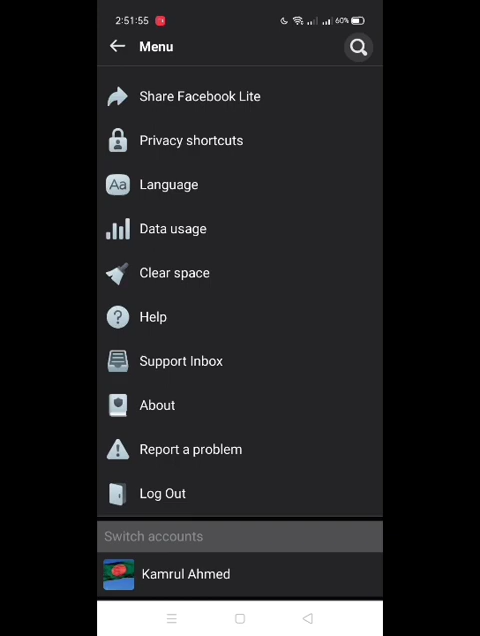 2:51:55 60%
Menu
Share Facebook Lite
Privacy shortcuts
Aa Language
Data usage
Clear space
? Help
Support Inbox
About
Report a problem
Log Out
Switch accounts
Kamrul Ahmed